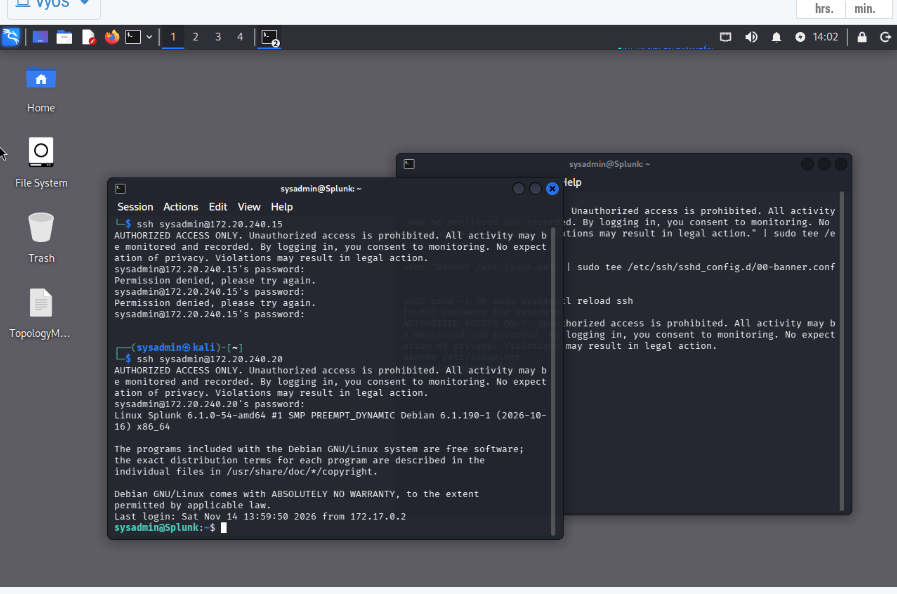 VyOS
hrs.
min.
1
2
3
4
2
14:02
Home
File System
Trash
TopologyM...
sysadmin@Splunk: ~
Help
Unauthorized access is prohibited. All activity
d. By logging in, you consent to monitoring. No
ations may result in legal action." | sudo tee /e
| sudo tee /etc/ssh/sshd_config.d/00-banner.conf
tl reload ssh
horized access is prohibited. All activity may b
ogging in, you consent to monitoring. No expect
may result in legal action.
sysadmin@Splunk: ~
Session Actions Edit View Help
└─$ ssh sysadmin@172.20.240.15
AUTHORIZED ACCESS ONLY. Unauthorized access is prohibited. All activity may b
e monitored and recorded. By logging in, you consent to monitoring. No expect
ation of privacy. Violations may result in legal action.
sysadmin@172.20.240.15's password:
Permission denied, please try again.
sysadmin@172.20.240.15's password:
Permission denied, please try again.
sysadmin@172.20.240.15's password:
┌──(sysadmin㉿kali)-[~]
└─$ ssh sysadmin@172.20.240.20
AUTHORIZED ACCESS ONLY. Unauthorized access is prohibited. All activity may b
e monitored and recorded. By logging in, you consent to monitoring. No expect
ation of privacy. Violations may result in legal action.
sysadmin@172.20.240.20's password:
Linux Splunk 6.1.0-54-amd64 #1 SMP PREEMPT_DYNAMIC Debian 6.1.190-1 (2026-10-
16) x86_64
The programs included with the Debian GNU/Linux system are free software;
the exact distribution terms for each program are described in the
individual files in /usr/share/doc/*/copyright.
Debian GNU/Linux comes with ABSOLUTELY NO WARRANTY, to the extent
permitted by applicable law.
Last login: Sat Nov 14 13:59:50 2026 from 172.17.0.2
sysadmin@Splunk:~$